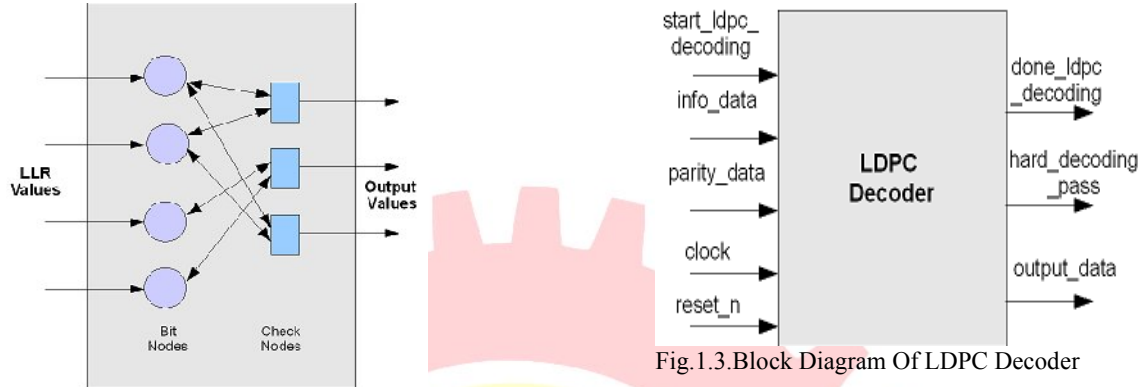 LLR
Values
Bit
Nodes
Check
Nodes
Output
Values
start_ldpc_
decoding
info_data
parity_data
clock
reset_n
LDPC
Decoder
done_ldpc
_decoding
hard_decoding
_pass
output_data
Fig.1.3.Block Diagram Of LDPC Decoder